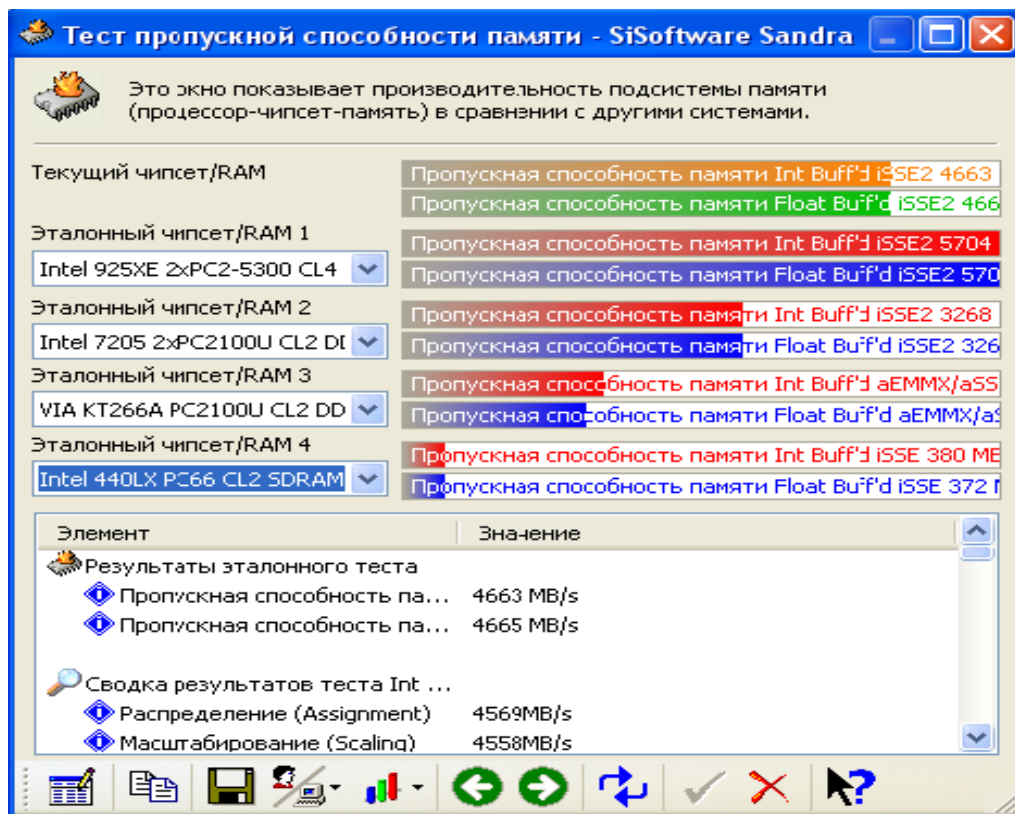 Тест пропускной способности памяти - SiSoftware Sandra
Это окно показывает производительность подсистемы памяти
(процессор-чипсет-память) в сравнении с другими системами.
Текущий чипсет/RAM
Пропускная способность памяти Int Buff'd iSSE2 4663
Пропускная способность памяти Float Buff'd iSSE2 466
Эталонный чипсет/RAM 1
Intel 925XE 2xPC2-5300 CL4
Пропускная способность памяти Int Buff'd iSSE2 5704
Пропускная способность памяти Float Buff'd iSSE2 570
Эталонный чипсет/RAM 2
Intel 7205 2xPC2100U CL2 D
Пропускная способность памяти Int Buff'd iSSE2 3268
Пропускная способность памяти Float Buff'd iSSE2 326
Эталонный чипсет/RAM 3
VIA KT266A PC2100U CL2 DD
Пропускная способность памяти Int Buff'd aEMMX/aSS
Пропускная способность памяти Float Buff'd aEMMX/aS
Эталонный чипсет/RAM 4
Intel 440LX PC66 CL2 SDRAM
Пропускная способность памяти Int Buff'd iSSE 380 MB
Пропускная способность памяти Float Buff'd iSSE 372
Элемент Значение
Результаты эталонного теста
Пропускная способность па... 4663 MB/s
Пропускная способность па... 4665 MB/s
Сводка результатов теста Int ...
Распределение (Assignment) 4569MB/s
Масштабирование (Scaling) 4558MB/s